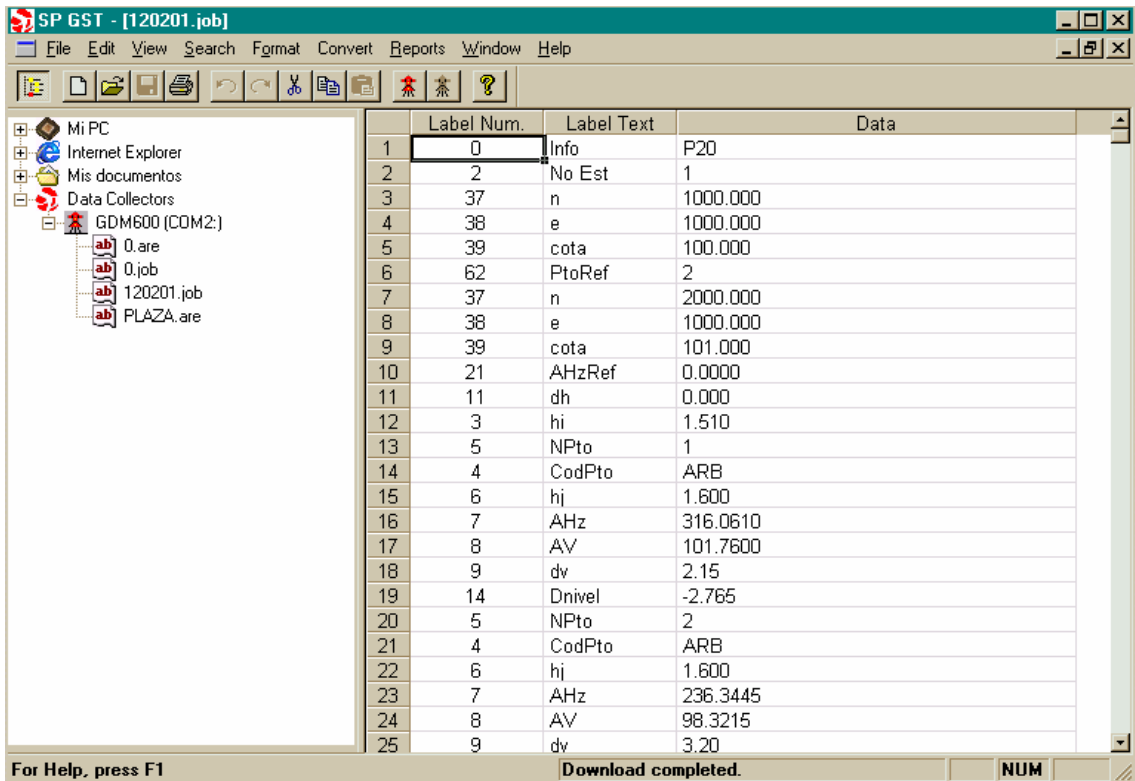 SP GST - [120201.job]
File Edit View Search Format Convert Reports Window Help
Mi PC
Internet Explorer
Mis documentos
Data Collectors
GDM600 (COM2:)
ab 0.are
ab 0.job
ab 120201.job
ab PLAZA.are
Label Num. Label Text Data
1 0 Info P20
2 2 No Est 1
3 37 n 1000.000
4 38 e 1000.000
5 39 cota 100.000
6 62 PtoRef 2
7 37 n 2000.000
8 38 e 1000.000
9 39 cota 101.000
10 21 AHzRef 0.0000
11 11 dh 0.000
12 3 hi 1.510
13 5 NPto 1
14 4 CodPto ARB
15 6 hj 1.600
16 7 AHz 316.0610
17 8 AV 101.7600
18 9 dv 2.15
19 14 Dnivel -2.765
20 5 NPto 2
21 4 CodPto ARB
22 6 hj 1.600
23 7 AHz 236.3445
24 8 AV 98.3215
25 9 dv 3.20
For Help, press F1 Download completed. NUM